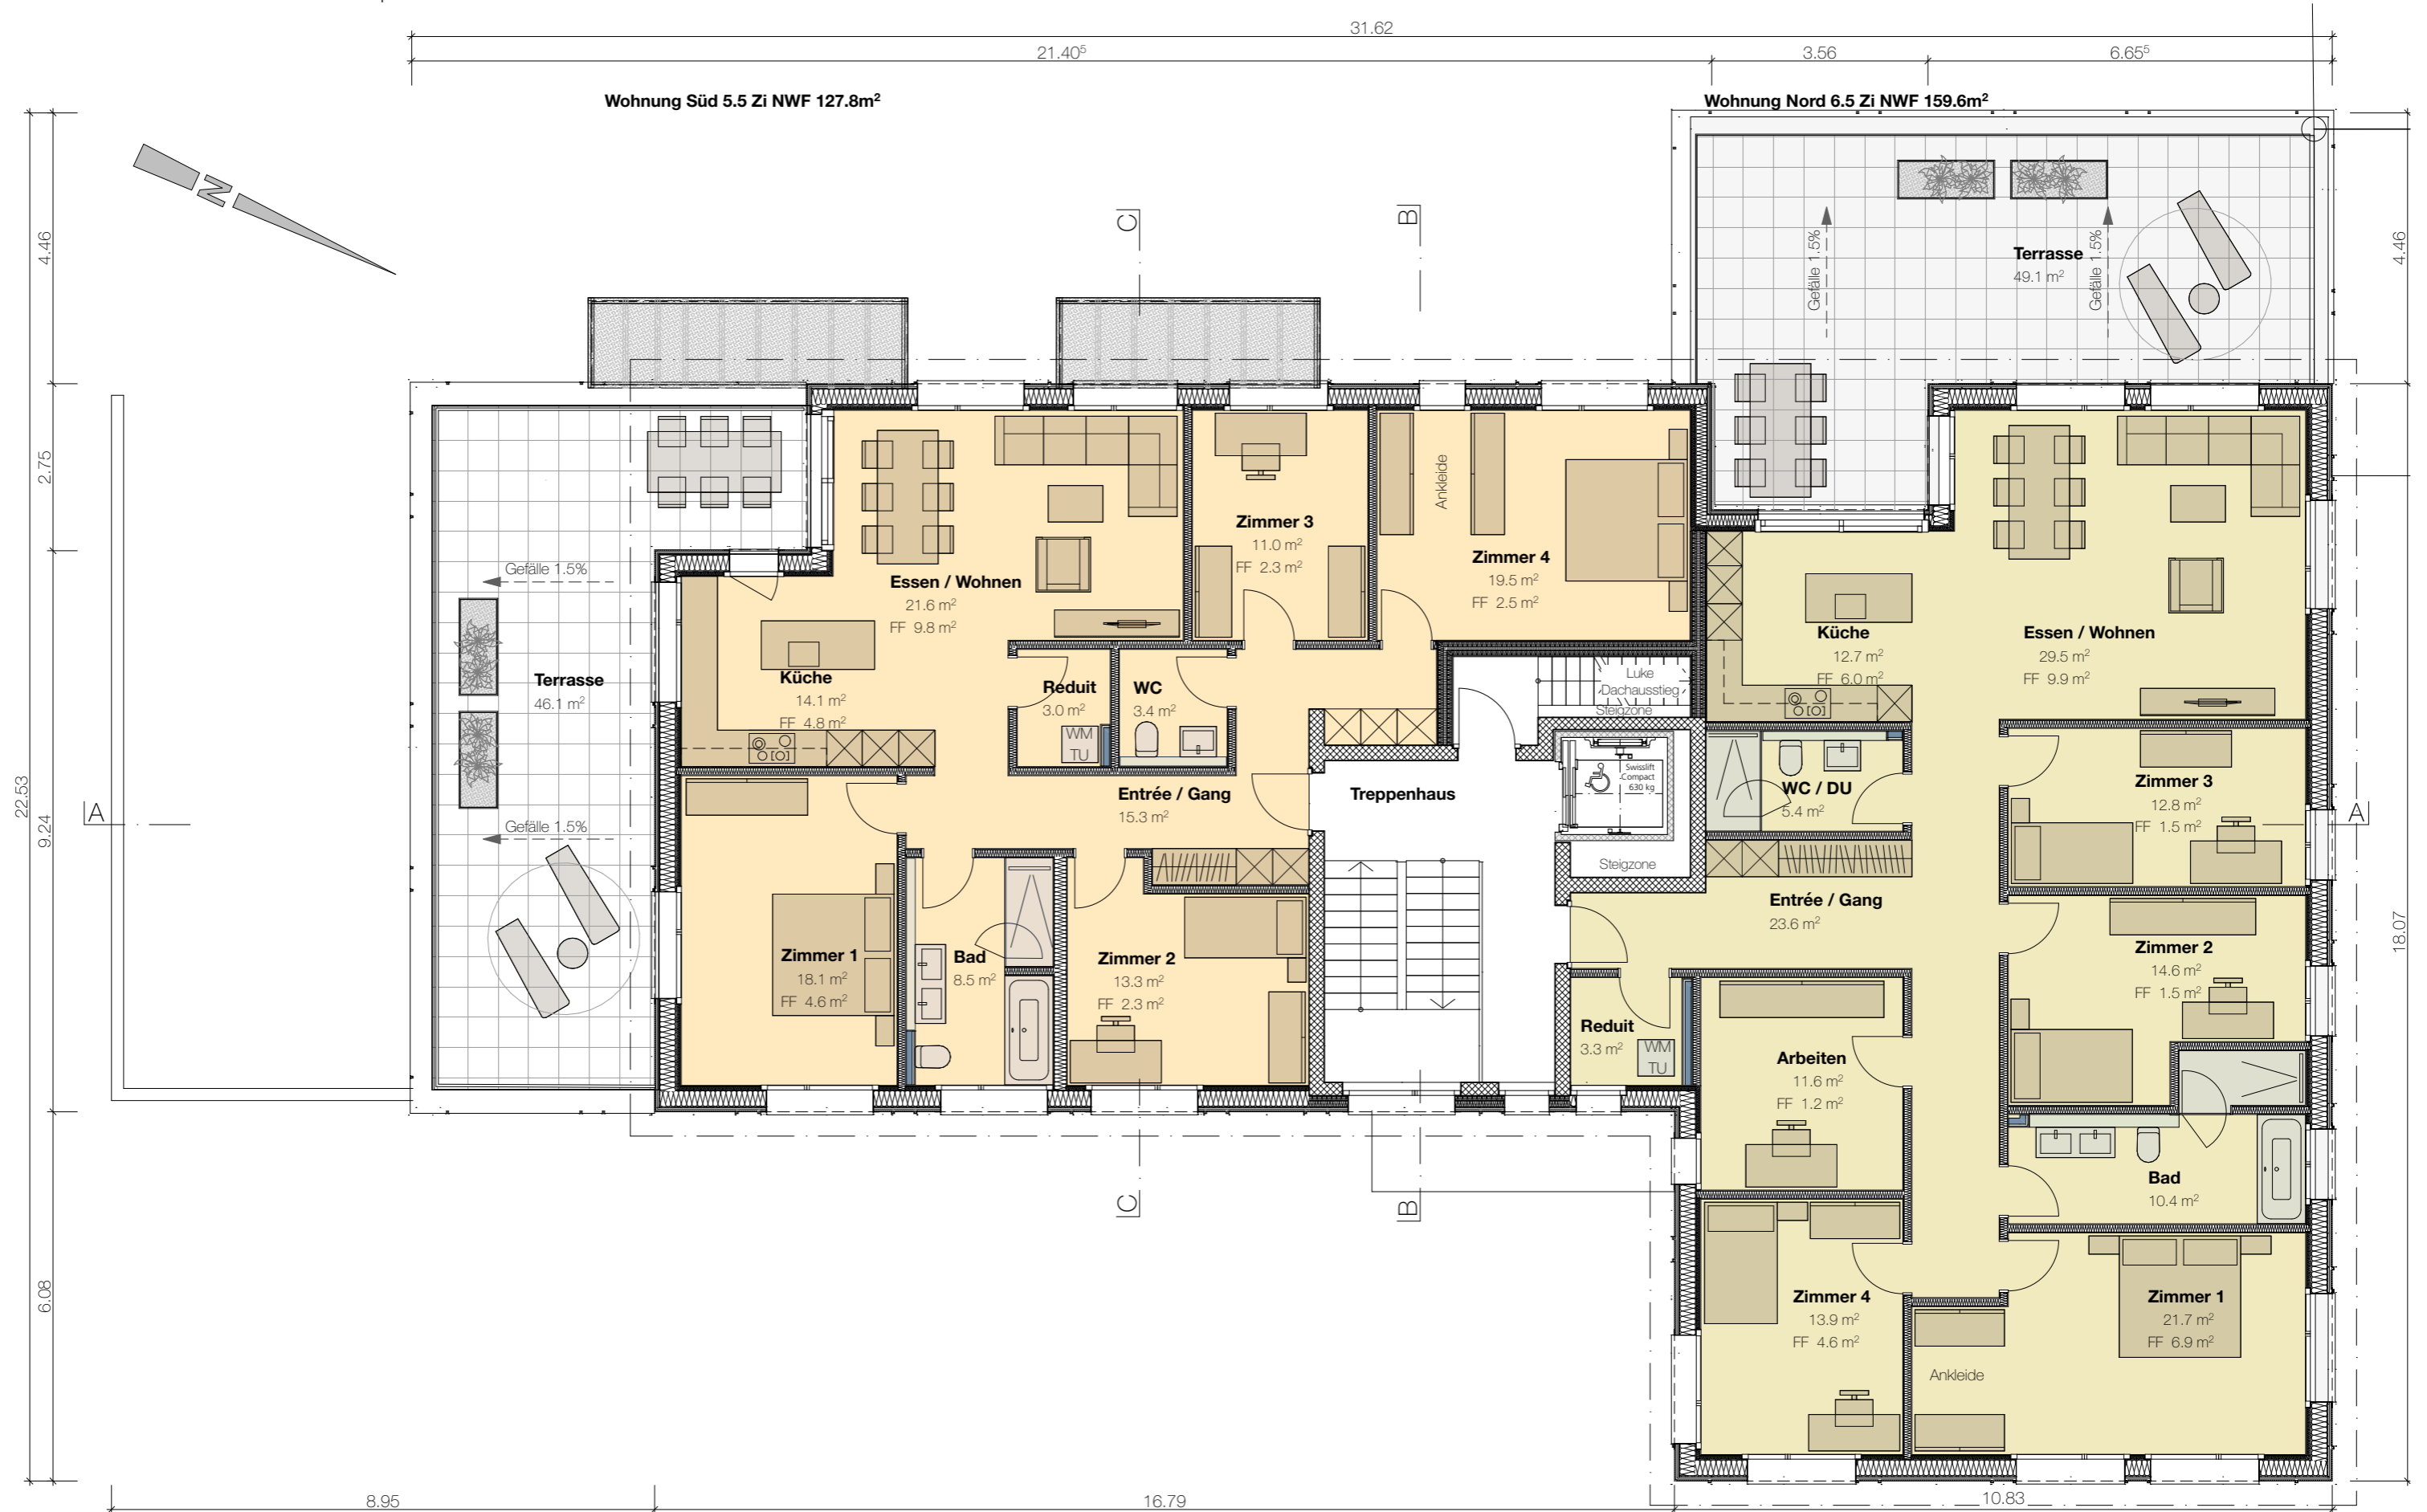 31.62
21.40⁵
3.56
6.65⁵
Wohnung Süd 5.5 Zi NWF 127.8m²
Wohnung Nord 6.5 Zi NWF 159.6m²
N
C
B
4.46
2.75
22.53
9.24
6.08
4.46
18.07
A
A
Gefälle 1.5%
Gefälle 1.5%
Terrasse
49.1 m²
Gefälle 1.5%
Terrasse
46.1 m²
Gefälle 1.5%
Essen / Wohnen
21.6 m²
FF 9.8 m²
Küche
14.1 m²
FF 4.8 m²
Zimmer 3
11.0 m²
FF 2.3 m²
Ankleide
Zimmer 4
19.5 m²
FF 2.5 m²
Reduit
3.0 m²
WM
TU
WC
3.4 m²
Entrée / Gang
15.3 m²
Zimmer 1
18.1 m²
FF 4.6 m²
Bad
8.5 m²
Zimmer 2
13.3 m²
FF 2.3 m²
Treppenhaus
Luke
Dachausstieg
Steigzone
Swisslift
Compact
630 kg
Steigzone
Küche
12.7 m²
FF 6.0 m²
Essen / Wohnen
29.5 m²
FF 9.9 m²
WC / DU
5.4 m²
Zimmer 3
12.8 m²
FF 1.5 m²
Entrée / Gang
23.6 m²
Zimmer 2
14.6 m²
FF 1.5 m²
Reduit
3.3 m²
WM
TU
Arbeiten
11.6 m²
FF 1.2 m²
Bad
10.4 m²
Zimmer 4
13.9 m²
FF 4.6 m²
Zimmer 1
21.7 m²
FF 6.9 m²
Ankleide
C
B
8.95
16.79
10.83